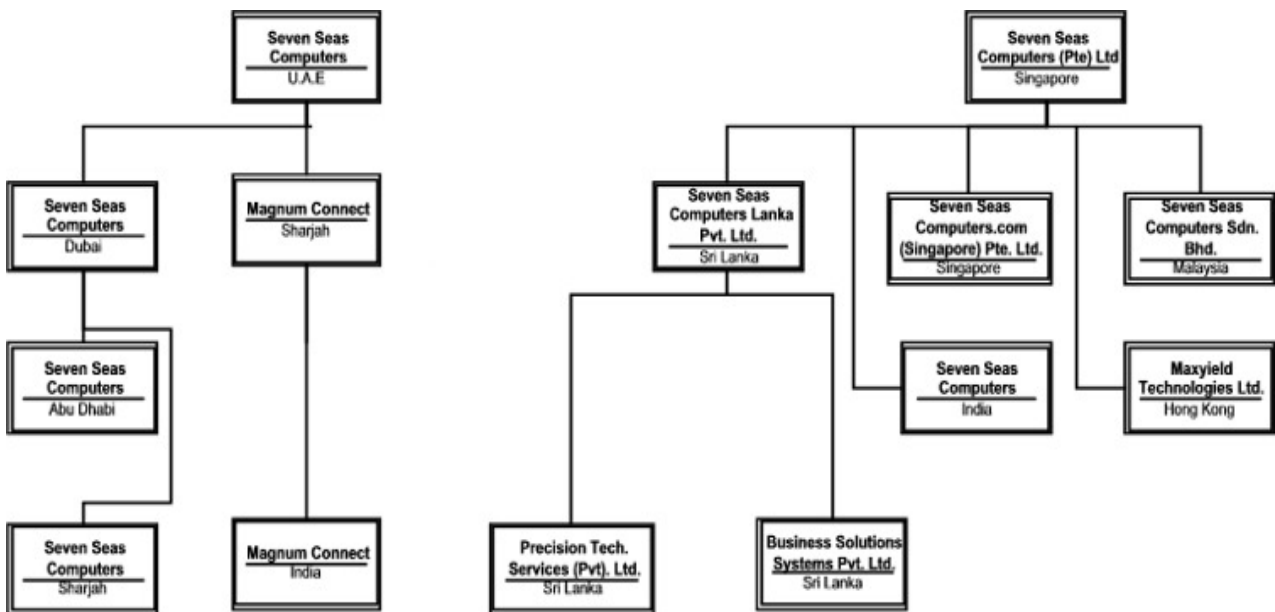 Seven Seas
Computers
U.A.E
Seven Seas
Computers (Pte) Ltd
Singapore
Seven Seas
Computers
Dubai
Magnum Connect
Sharjah
Seven Seas
Computers Lanka
Pvt. Ltd.
Sri Lanka
Seven Seas
Computers.com
(Singapore) Pte. Ltd.
Singapore
Seven Seas
Computers Sdn.
Bhd.
Malaysia
Seven Seas
Computers
Abu Dhabi
Seven Seas
Computers
India
Maxyield
Technologies Ltd.
Hong Kong
Seven Seas
Computers
Sharjah
Magnum Connect
India
Precision Tech.
Services (Pvt). Ltd.
Sri Lanka
Business Solutions
Systems Pvt. Ltd.
Sri Lanka